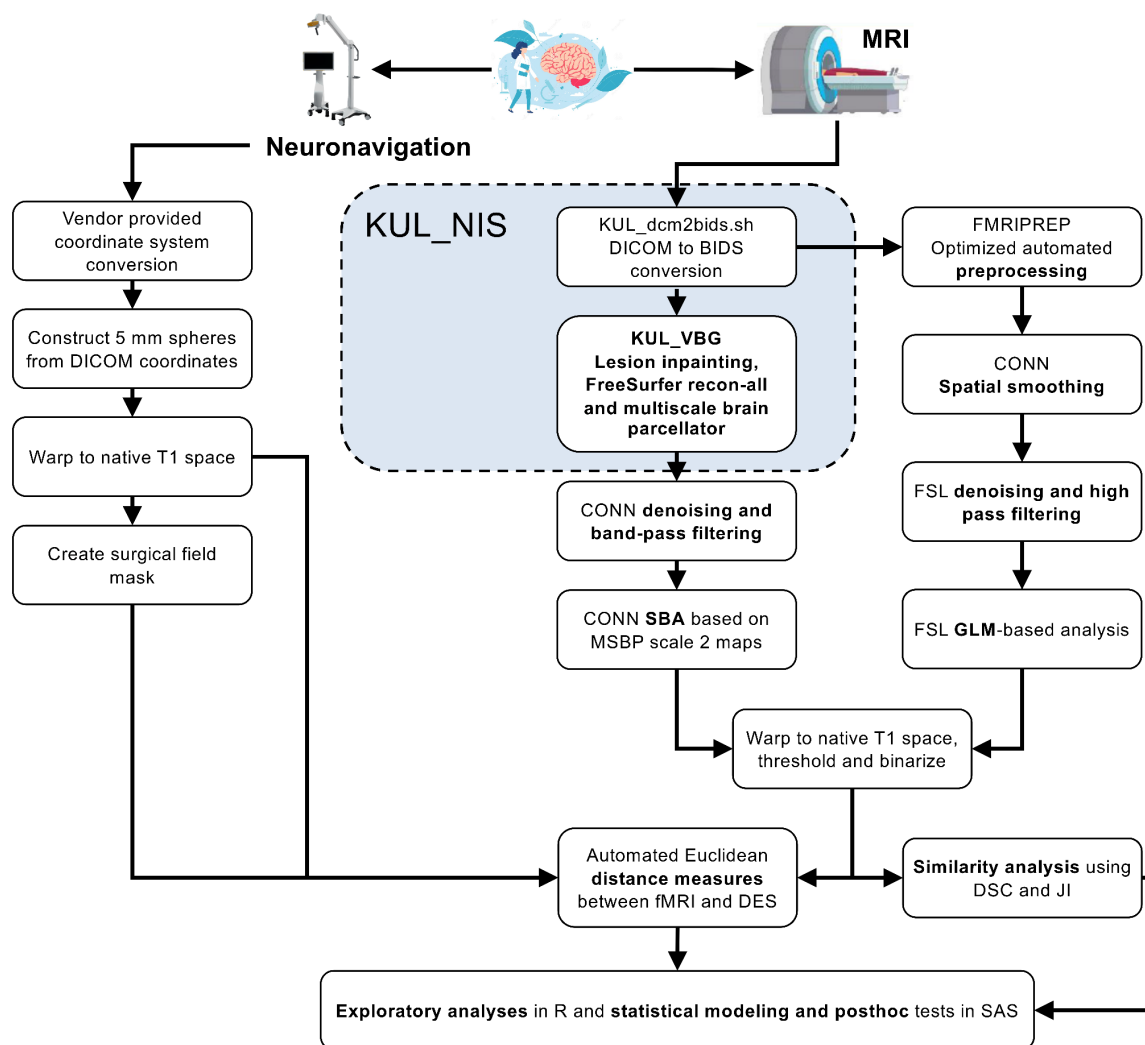 MRI
Neuronavigation
Vendor provided
coordinate system
conversion
Construct 5 mm spheres
from DICOM coordinates
Warp to native T1 space
Create surgical field
mask
KUL_NIS
KUL_dcm2bids.sh
DICOM to BIDS
conversion
KUL_VBG
Lesion inpainting,
FreeSurfer recon-all
and multiscale brain
parcellator
CONN denoising and
band-pass filtering
CONN SBA based on
MSBP scale 2 maps
FMRIPREP
Optimized automated
preprocessing
CONN
Spatial smoothing
FSL denoising and high
pass filtering
FSL GLM-based analysis
Warp to native T1 space,
threshold and binarize
Automated Euclidean
distance measures
between fMRI and DES
Similarity analysis using
DSC and JI
Exploratory analyses in R and statistical modeling and posthoc tests in SAS